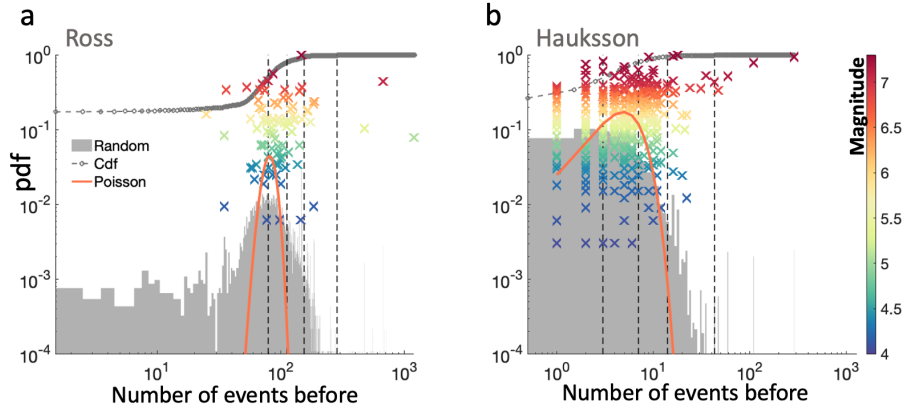 a
Ross
10^0
10^-1
10^-2
10^-3
10^-4
pdf
Random
Cdf
Poisson
10^1
10^2
10^3
Number of events before
b
Hauksson
10^0
10^-1
10^-2
10^-3
10^-4
10^0
10^1
10^2
10^3
Number of events before
Magnitude
7
6.5
6
5.5
5
4.5
4